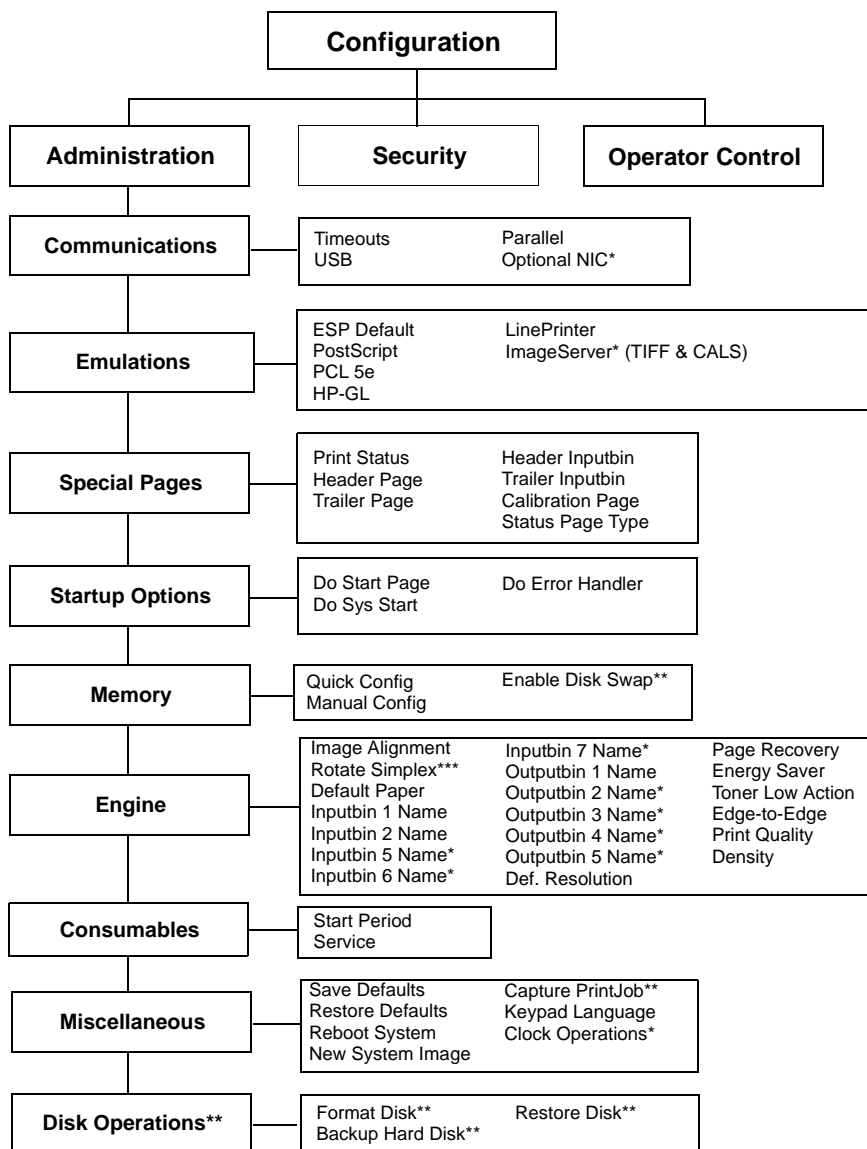 Configuration
Administration
Security
Operator Control
Communications
Timeouts
USB
Parallel
Optional NIC*
Emulations
ESP Default
PostScript
PCL 5e
HP-GL
LinePrinter
ImageServer* (TIFF & CALS)
Special Pages
Print Status
Header Page
Trailer Page
Header Inputbin
Trailer Inputbin
Calibration Page
Status Page Type
Startup Options
Do Start Page
Do Sys Start
Do Error Handler
Memory
Quick Config
Manual Config
Enable Disk Swap**
Engine
Image Alignment
Rotate Simplex***
Default Paper
Inputbin 1 Name
Inputbin 2 Name
Inputbin 5 Name*
Inputbin 6 Name*
Inputbin 7 Name*
Outputbin 1 Name
Outputbin 2 Name*
Outputbin 3 Name*
Outputbin 4 Name*
Outputbin 5 Name*
Def. Resolution
Page Recovery
Energy Saver
Toner Low Action
Edge-to-Edge
Print Quality
Density
Consumables
Start Period
Service
Miscellaneous
Save Defaults
Restore Defaults
Reboot System
New System Image
Capture PrintJob**
Keypad Language
Clock Operations*
Disk Operations**
Format Disk**
Backup Hard Disk**
Restore Disk**